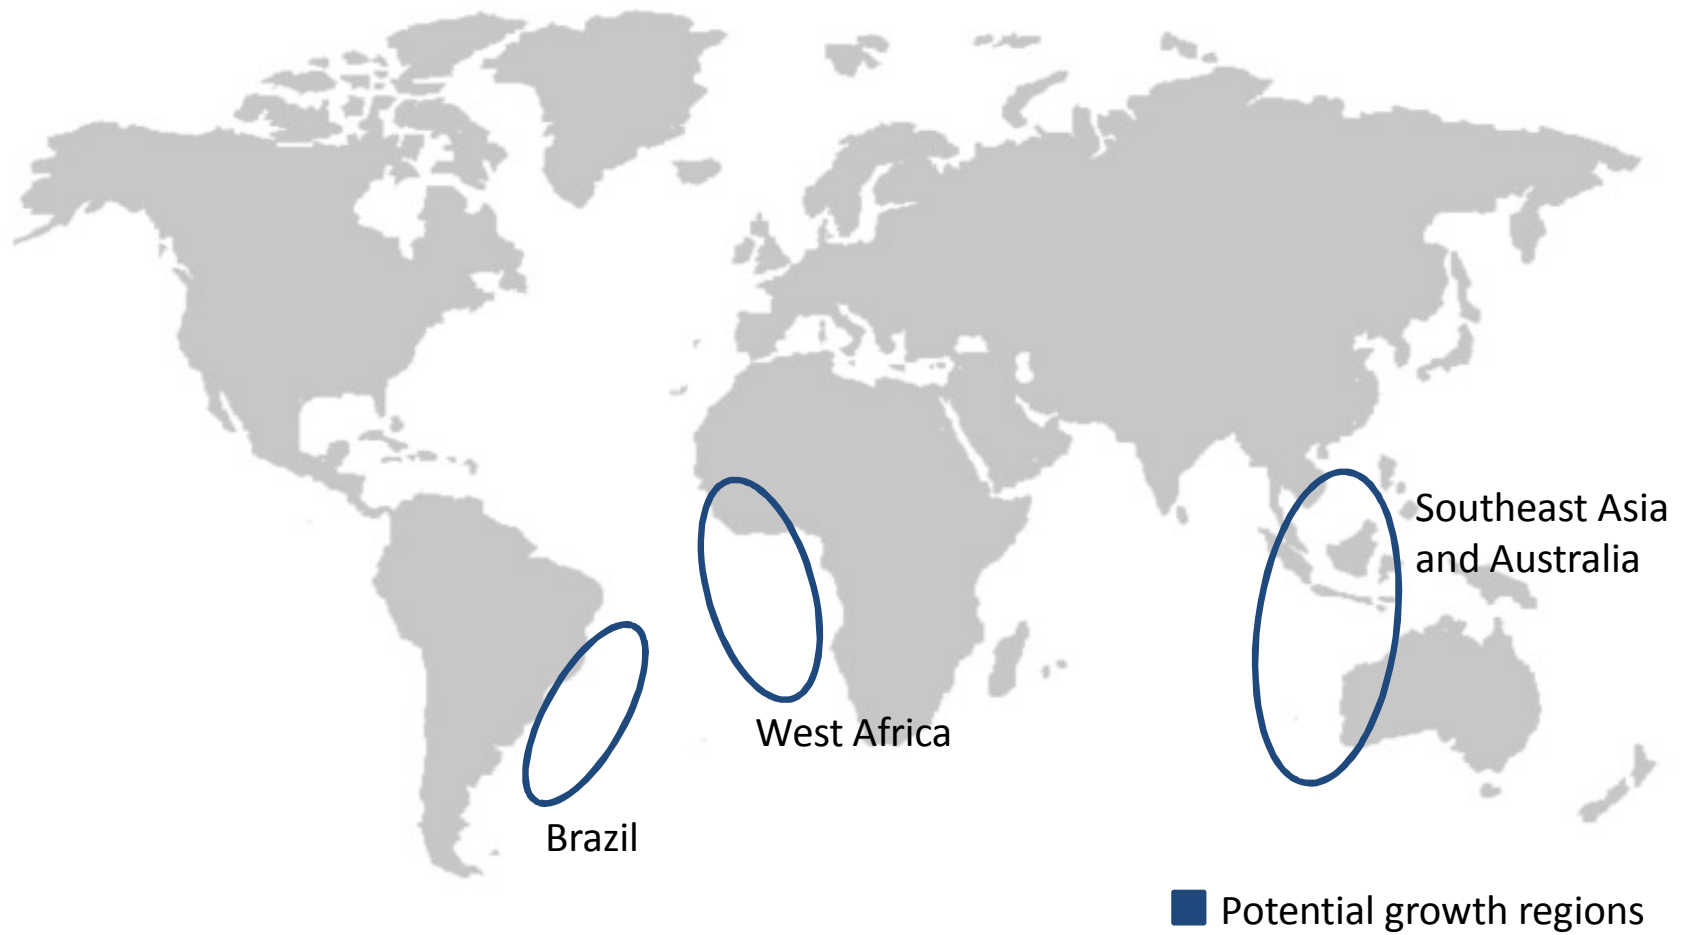 Southeast Asia
and Australia
West Africa
Brazil
Potential growth regions